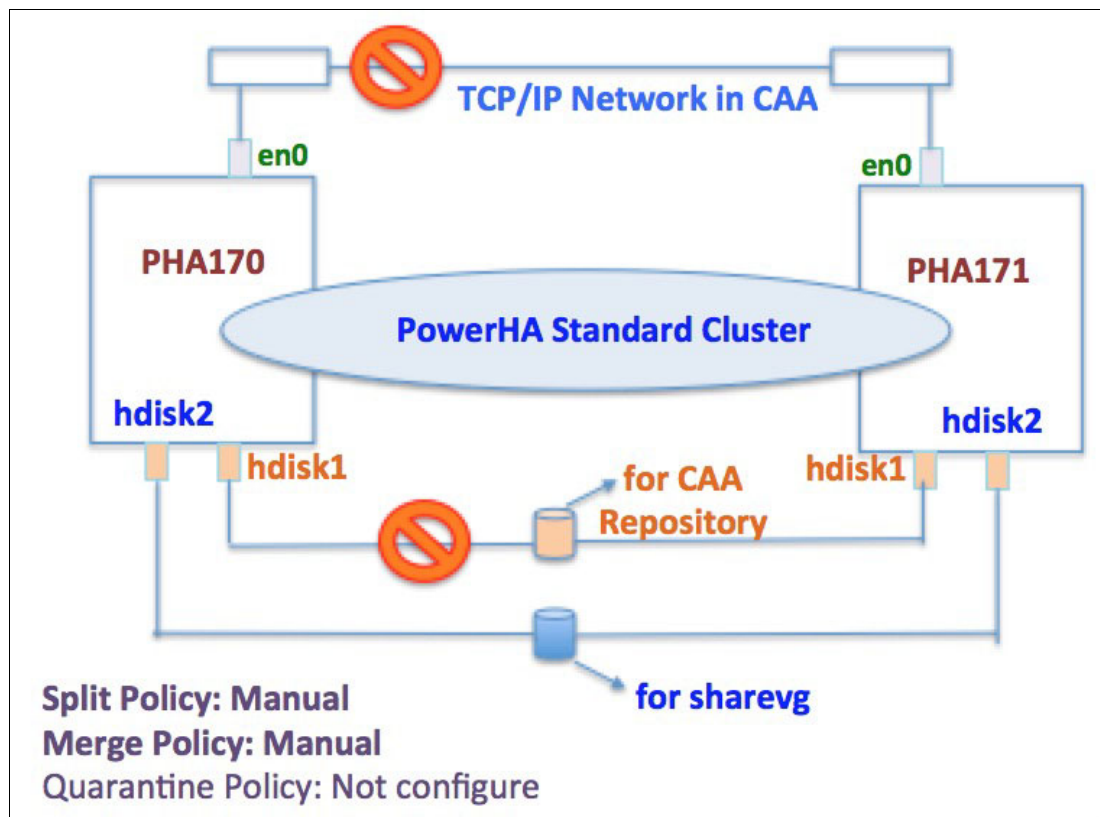 TCP/IP Network in CAA
en0
en0
PHA170
PHA171
PowerHA Standard Cluster
hdisk2
hdisk2
hdisk1
hdisk1
for CAA
Repository
for sharevg
Split Policy: Manual
Merge Policy: Manual
Quarantine Policy: Not configure